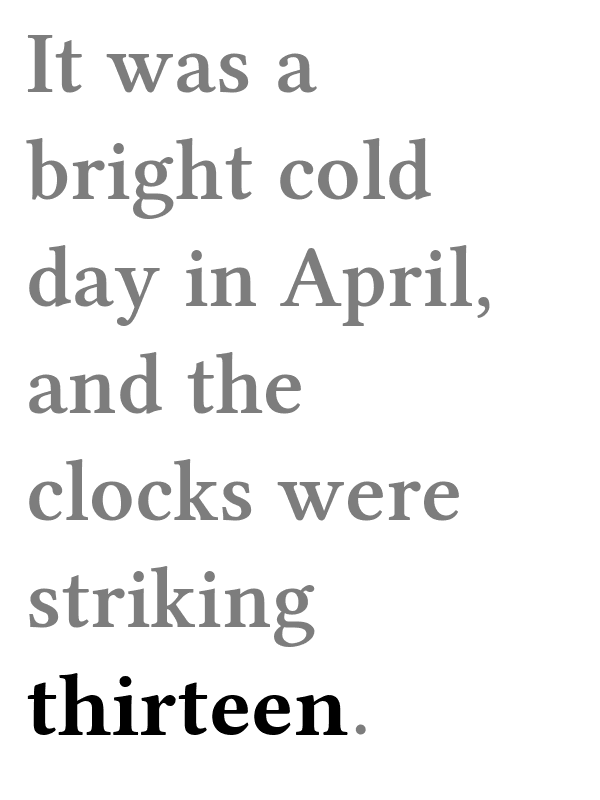 It was a
bright cold
day in April,
and the
clocks were
striking
thirteen.